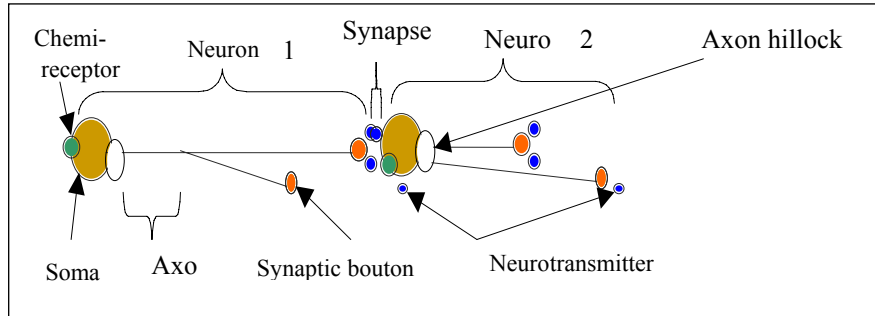 Chemi-
receptor
Neuron 1
Synapse
Neuro 2
Axon hillock
Soma
Axo
Synaptic bouton
Neurotransmitter